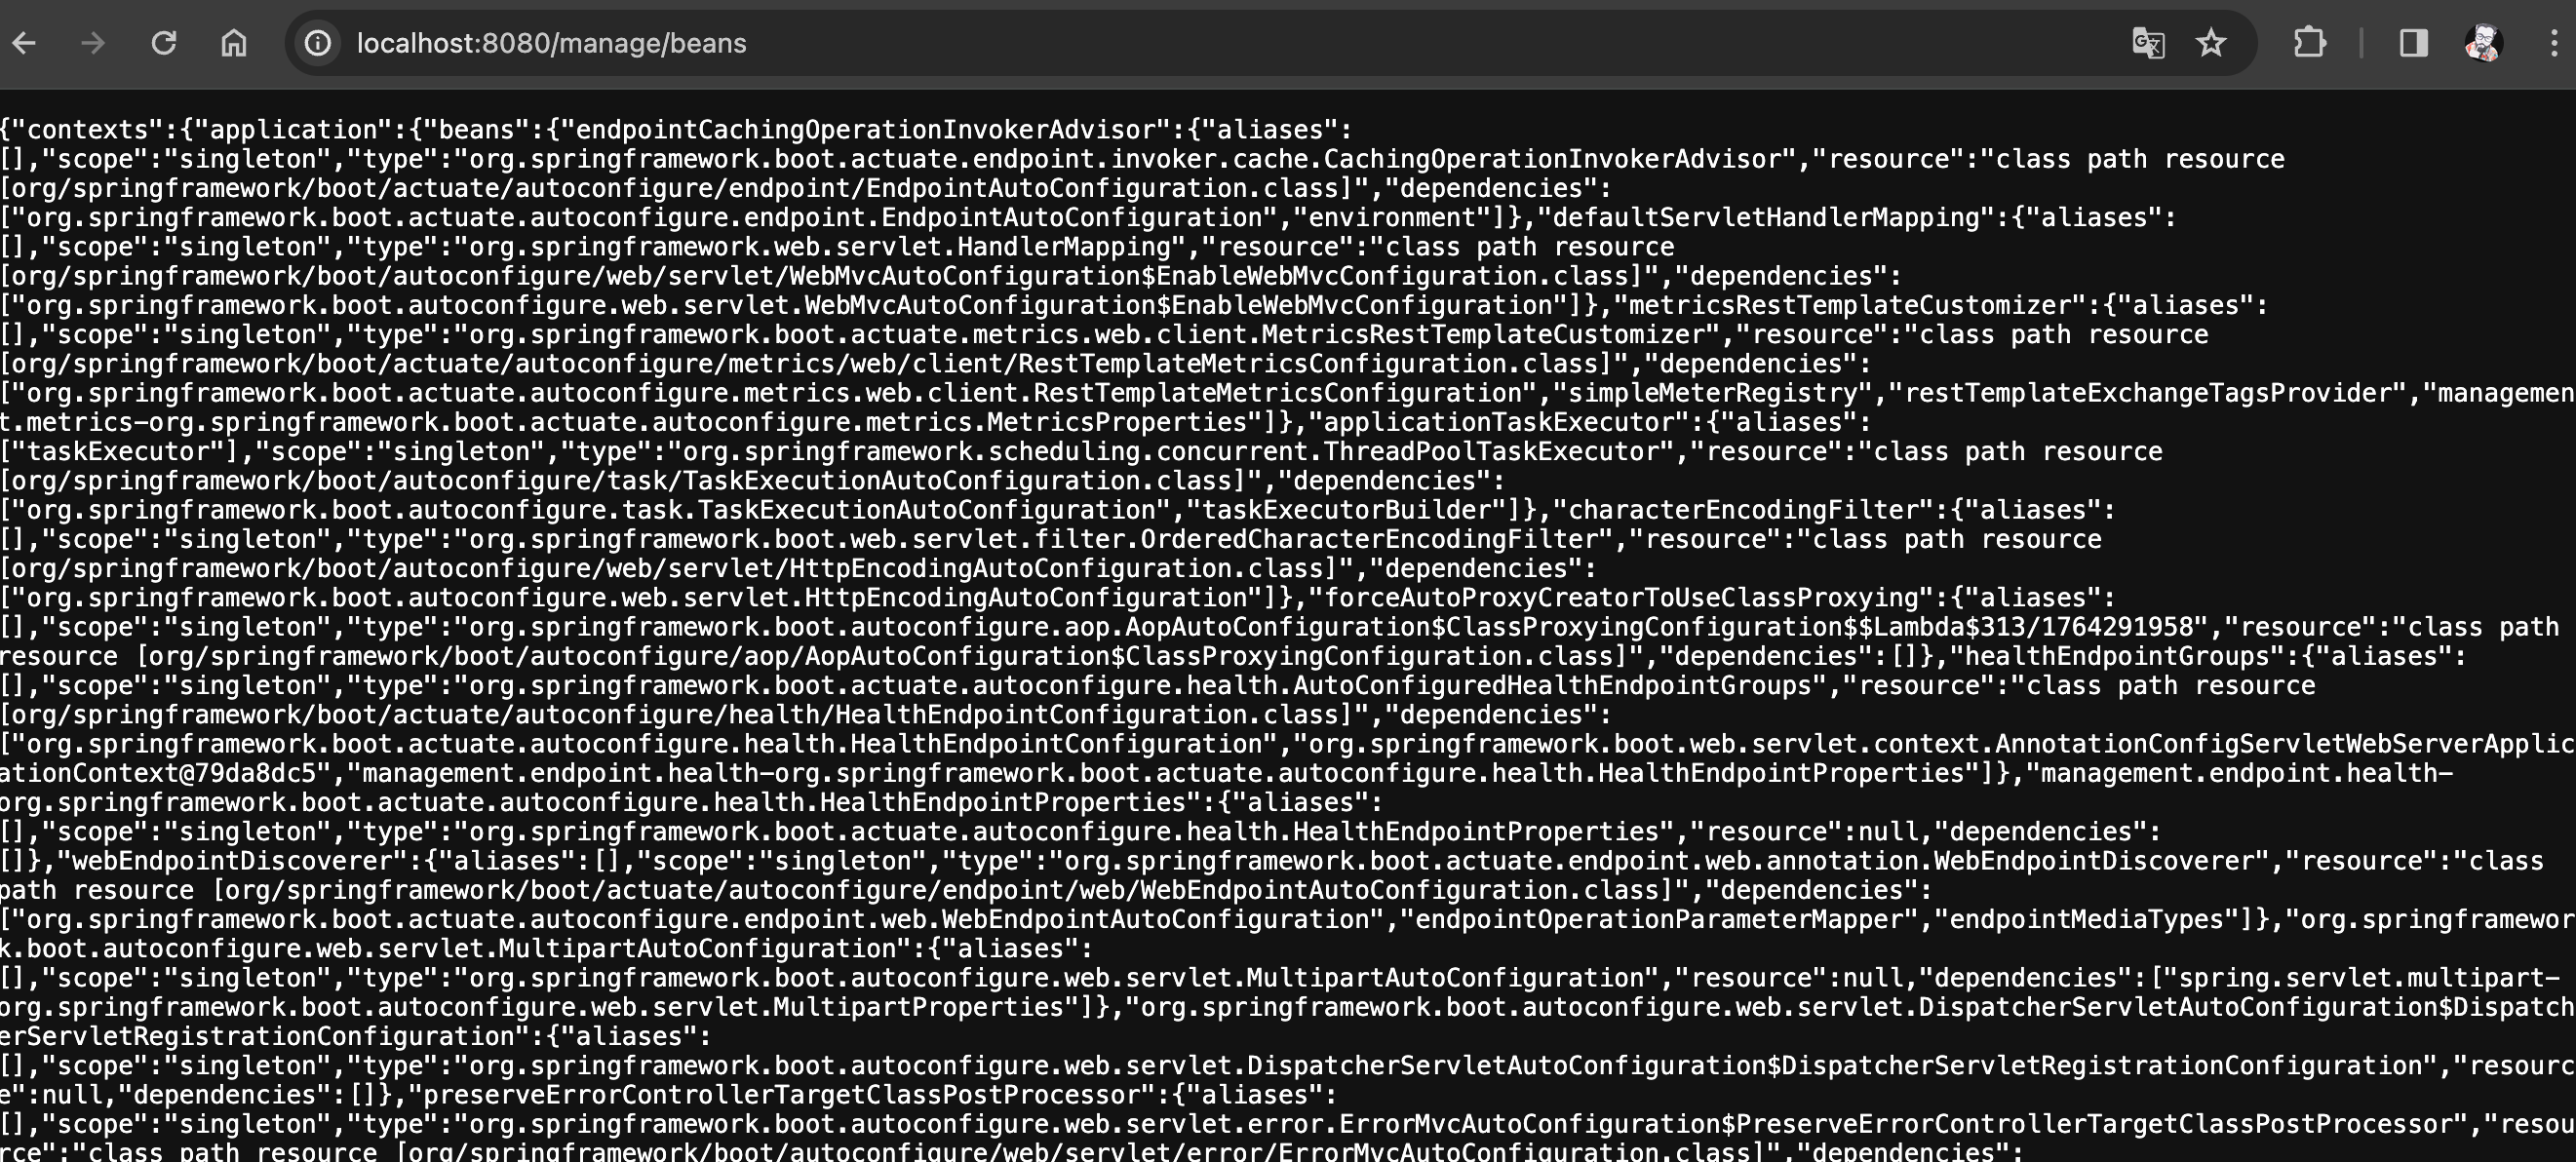 localhost:8080/manage/beans
{"contexts":{"application":{"beans":{"endpointCachingOperationInvokerAdvisor":{"aliases":
[],"scope":"singleton","type":"org.springframework.boot.actuate.endpoint.invoker.cache.CachingOperationInvokerAdvisor","resource":"class path resource
[org/springframework/boot/actuate/autoconfigure/endpoint/EndpointAutoConfiguration.class]","dependencies":
["org.springframework.boot.actuate.autoconfigure.endpoint.EndpointAutoConfiguration","environment"]},"defaultServletHandlerMapping":{"aliases":
[],"scope":"singleton","type":"org.springframework.web.servlet.HandlerMapping","resource":"class path resource
[org/springframework/boot/autoconfigure/web/servlet/WebMvcAutoConfiguration$EnableWebMvcConfiguration.class]","dependencies":
["org.springframework.boot.autoconfigure.web.servlet.WebMvcAutoConfiguration$EnableWebMvcConfiguration"]},"metricsRestTemplateCustomizer":{"aliases":
[],"scope":"singleton","type":"org.springframework.boot.actuate.metrics.web.client.MetricsRestTemplateCustomizer","resource":"class path resource
[org/springframework/boot/actuate/autoconfigure/metrics/web/client/RestTemplateMetricsConfiguration.class]","dependencies":
["org.springframework.boot.actuate.autoconfigure.metrics.web.client.RestTemplateMetricsConfiguration","simpleMeterRegistry","restTemplateExchangeTagsProvider","managemen
t.metrics-org.springframework.boot.actuate.autoconfigure.metrics.MetricsProperties"]},"applicationTaskExecutor":{"aliases":
["taskExecutor"],"scope":"singleton","type":"org.springframework.scheduling.concurrent.ThreadPoolTaskExecutor","resource":"class path resource
[org/springframework/boot/autoconfigure/task/TaskExecutionAutoConfiguration.class]","dependencies":
["org.springframework.boot.autoconfigure.task.TaskExecutionAutoConfiguration","taskExecutorBuilder"]},"characterEncodingFilter":{"aliases":
[],"scope":"singleton","type":"org.springframework.boot.web.servlet.filter.OrderedCharacterEncodingFilter","resource":"class path resource
[org/springframework/boot/autoconfigure/web/servlet/HttpEncodingAutoConfiguration.class]","dependencies":
["org.springframework.boot.autoconfigure.web.servlet.HttpEncodingAutoConfiguration"]},"forceAutoProxyCreatorToUseClassProxying":{"aliases":
[],"scope":"singleton","type":"org.springframework.boot.autoconfigure.aop.AopAutoConfiguration$ClassProxyingConfiguration$$Lambda$313/1764291958","resource":"class path
resource [org/springframework/boot/autoconfigure/aop/AopAutoConfiguration$ClassProxyingConfiguration.class]","dependencies":[]},"healthEndpointGroups":{"aliases":
[],"scope":"singleton","type":"org.springframework.boot.actuate.autoconfigure.health.AutoConfiguredHealthEndpointGroups","resource":"class path resource
[org/springframework/boot/actuate/autoconfigure/health/HealthEndpointConfiguration.class]","dependencies":
["org.springframework.boot.actuate.autoconfigure.health.HealthEndpointConfiguration","org.springframework.boot.web.servlet.context.AnnotationConfigServletWebServerApplic
ationContext@79da8dc5","management.endpoint.health-org.springframework.boot.actuate.autoconfigure.health.HealthEndpointProperties"]},"management.endpoint.health-
org.springframework.boot.actuate.autoconfigure.health.HealthEndpointProperties":{"aliases":
[],"scope":"singleton","type":"org.springframework.boot.actuate.autoconfigure.health.HealthEndpointProperties","resource":null,"dependencies":
[]},"webEndpointDiscoverer":{"aliases":[],"scope":"singleton","type":"org.springframework.boot.actuate.endpoint.web.annotation.WebEndpointDiscoverer","resource":"class
path resource [org/springframework/boot/actuate/autoconfigure/endpoint/web/WebEndpointAutoConfiguration.class]","dependencies":
["org.springframework.boot.actuate.autoconfigure.endpoint.web.WebEndpointAutoConfiguration","endpointOperationParameterMapper","endpointMediaTypes"]},"org.springframewor
k.boot.autoconfigure.web.servlet.MultipartAutoConfiguration":{"aliases":
[],"scope":"singleton","type":"org.springframework.boot.autoconfigure.web.servlet.MultipartAutoConfiguration","resource":null,"dependencies":["spring.servlet.multipart-
org.springframework.boot.autoconfigure.web.servlet.MultipartProperties"]},"org.springframework.boot.autoconfigure.web.servlet.DispatcherServletAutoConfiguration$Dispatch
erServletRegistrationConfiguration":{"aliases":
[],"scope":"singleton","type":"org.springframework.boot.autoconfigure.web.servlet.DispatcherServletAutoConfiguration$DispatcherServletRegistrationConfiguration","resourc
e":null,"dependencies":[]},"preserveErrorControllerTargetClassPostProcessor":{"aliases":
[],"scope":"singleton","type":"org.springframework.boot.autoconfigure.web.servlet.error.ErrorMvcAutoConfiguration$PreserveErrorControllerTargetClassPostProcessor","resou
rce":"class path resource [org/springframework/boot/autoconfigure/web/servlet/error/ErrorMvcAutoConfiguration.class]","dependencies":